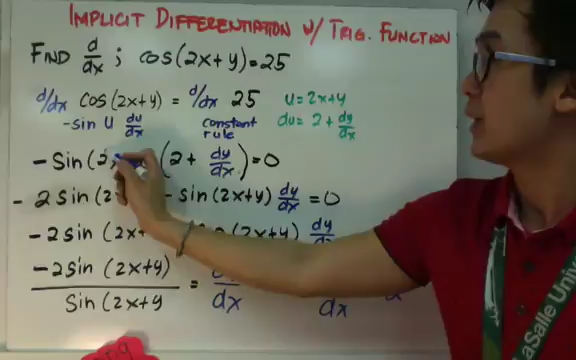 IMPLICIT DIFFERENTIATION W/ TRIG. FUNCTION
FIND d/dx ; cos(2x+y)=25
d/dx cos(2x+y) = d/dx 25 u=2x+y
-sin u du/dx constant rule du= 2 + dy/dx
-Sin(2x (2 + dy/dx)=0
- 2sin(2 - sin(2x+y) dy/dx = 0
-2sin(2x+ (2x+y) dy/dx
-2sin (2x+y) / Sin (2x+y = dx dx